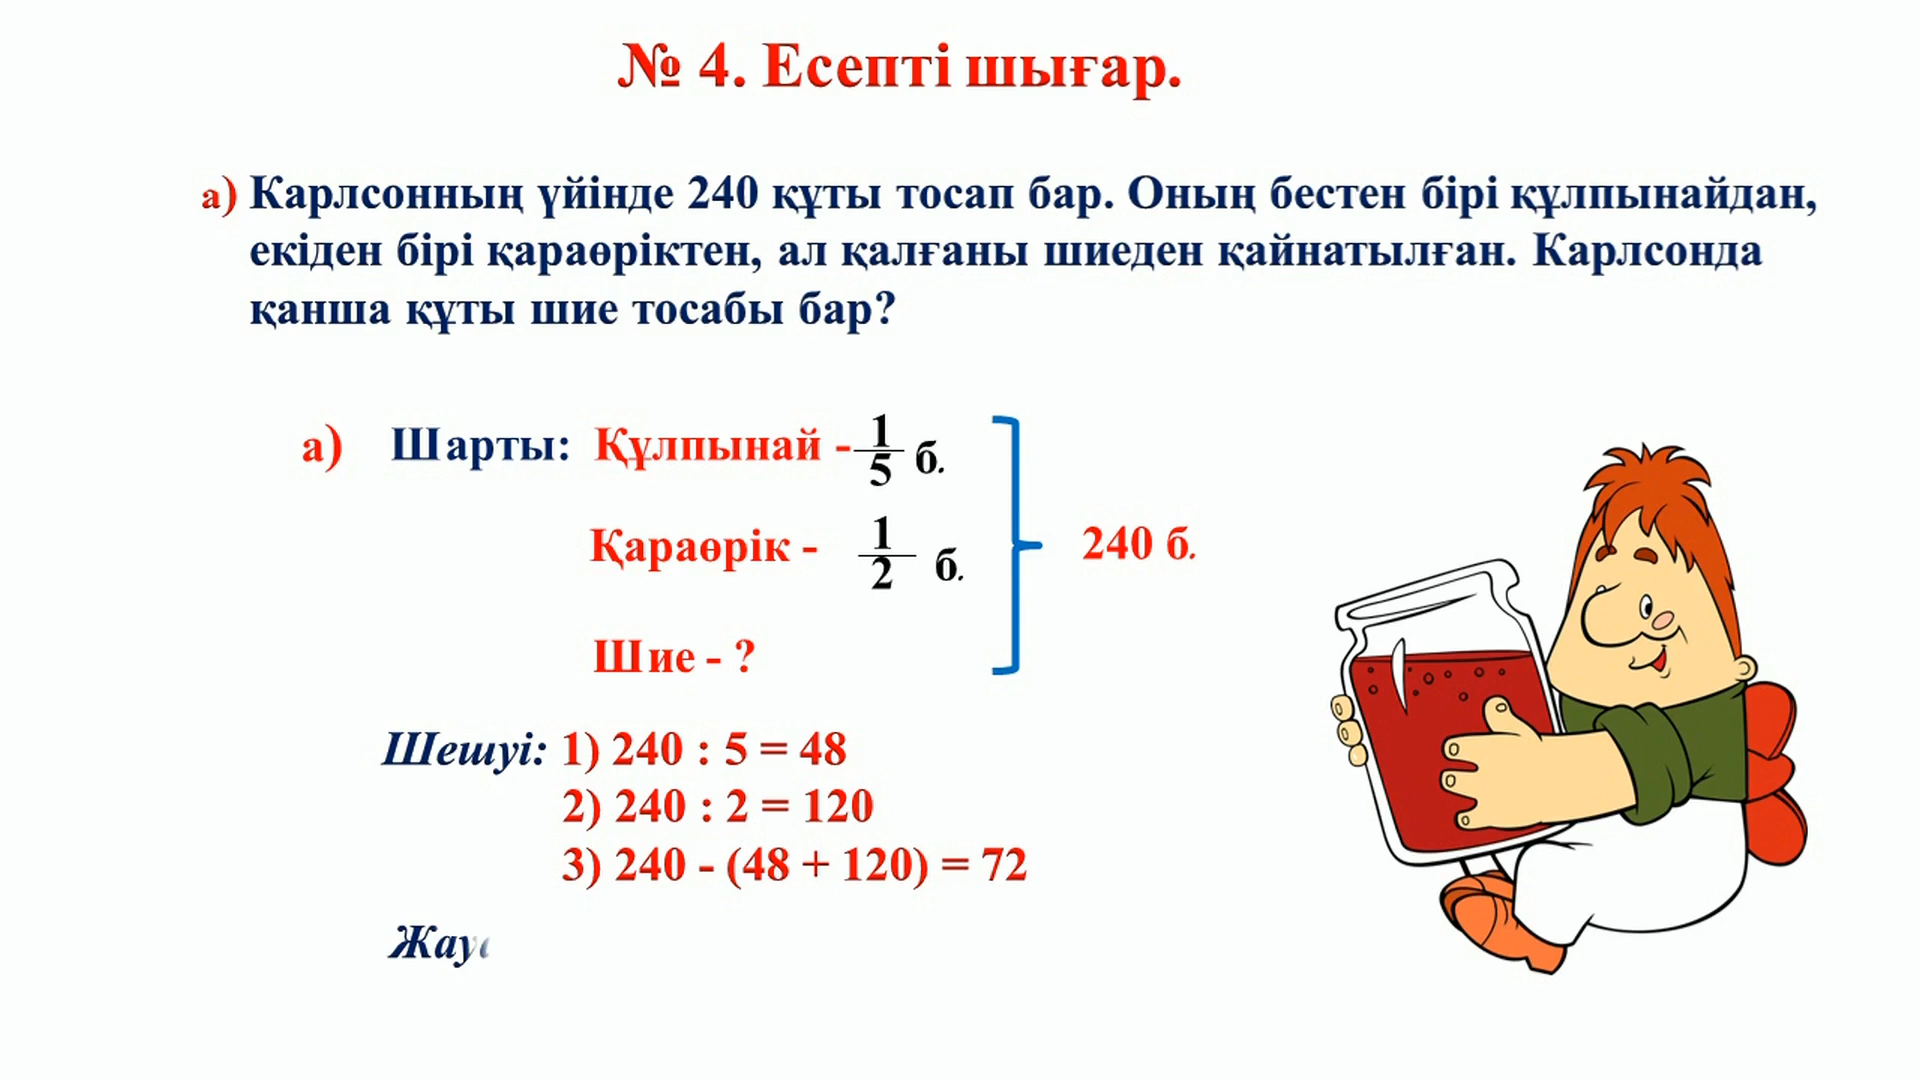 № 4. Есепті шығар.
а) Карлсонның үйінде 240 құты тосап бар. Оның бестен бірі құлпынайдан,
екіден бірі қараөріктен, ал қалғаны шиеден қайнатылған. Карлсонда
қанша құты шие тосабы бар?
а) Шарты: Құлпынай - 1/5 б.
Қараөрік - 1/2 б.
240 б.
Шие - ?
Шешуі: 1) 240 : 5 = 48
2) 240 : 2 = 120
3) 240 - (48 + 120) = 72